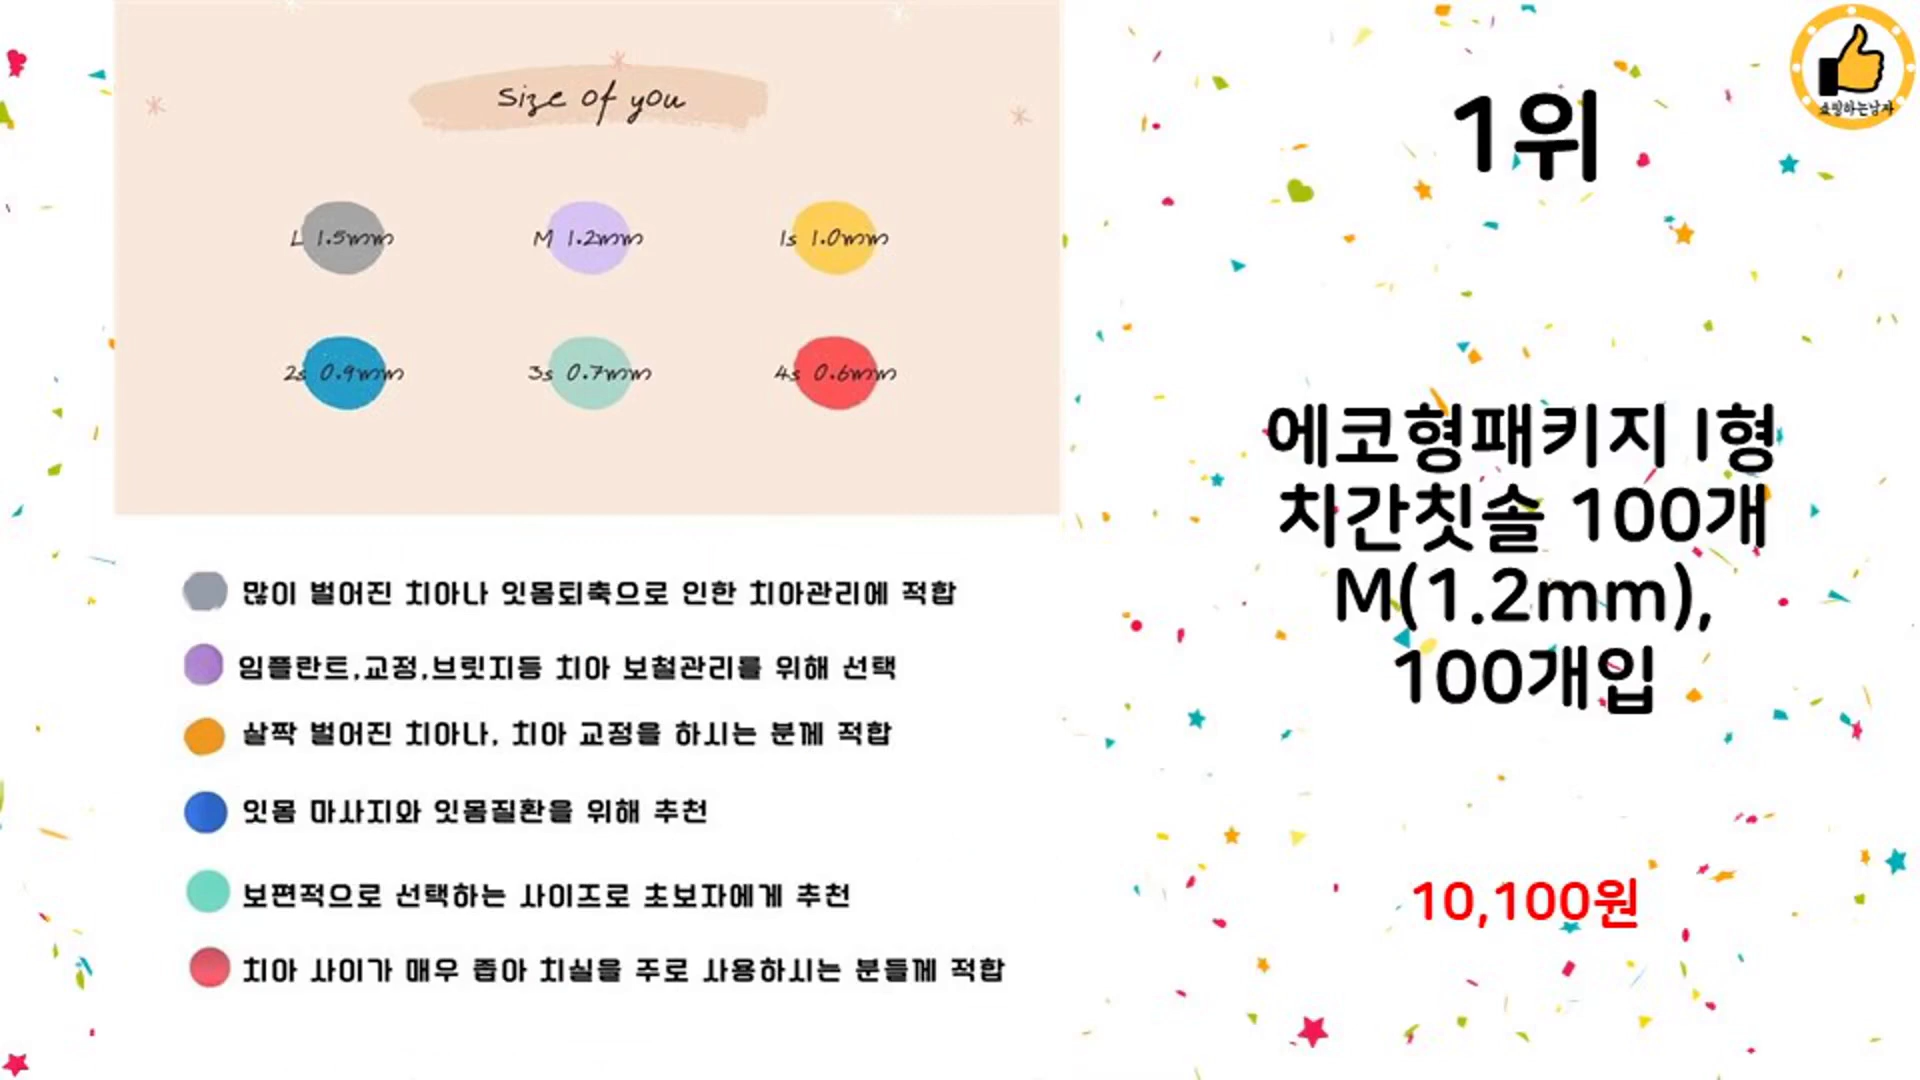 size of you
L 1.5mm
M 1.2mm
1s 1.0mm
2s 0.9mm
3s 0.7mm
4s 0.6mm
많이 벌어진 치아나 잇몸퇴축으로 인한 치아관리에 적합
임플란트,교정,브릿지등 치아 보철관리를 위해 선택
살짝 벌어진 치아나, 치아 교정을 하시는 분께 적합
잇몸 마사지와 잇몸질환을 위해 추천
보편적으로 선택하는 사이즈로 초보자에게 추천
치아 사이가 매우 좁아 치실을 주로 사용하시는 분들께 적합
쇼핑하는남자
1위
에코형패키지 I형
치간칫솔 100개
M(1.2mm),
100개입
10,100원